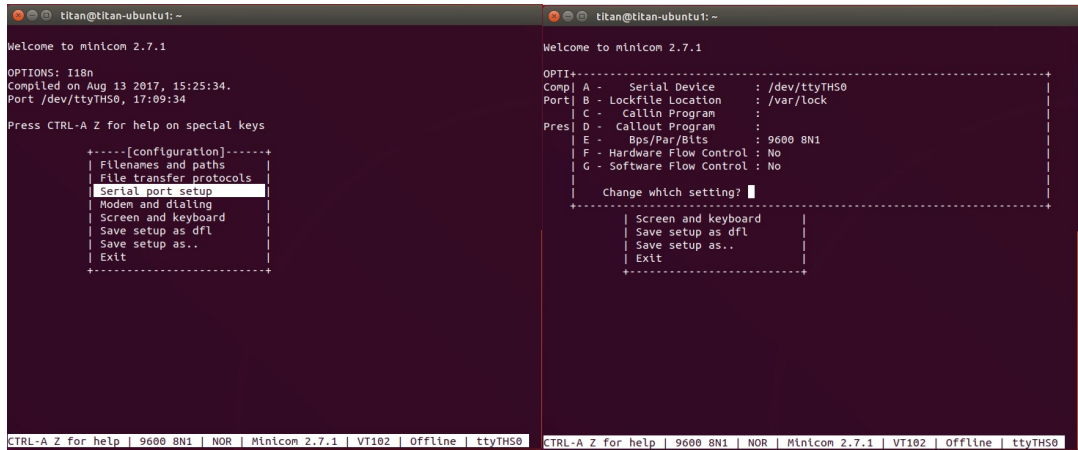 titan@titan-ubuntu1: ~
Welcome to minicom 2.7.1
OPTIONS: I18n
Compiled on Aug 13 2017, 15:25:34.
Port /dev/ttyTHS0, 17:09:34
Press CTRL-A Z for help on special keys
+-----[configuration]------+
| Filenames and paths      |
| File transfer protocols  |
| Serial port setup        |
| Modem and dialing        |
| Screen and keyboard      |
| Save setup as dfl        |
| Save setup as..          |
| Exit                     |
+--------------------------+
CTRL-A Z for help | 9600 8N1 | NOR | Minicom 2.7.1 | VT102 | Offline | ttyTHS0
titan@titan-ubuntu1: ~
Welcome to minicom 2.7.1
OPTI+-----------------------------------------------------------------------+
Comp| A -    Serial Device      : /dev/ttyTHS0                              |
Port| B - Lockfile Location     : /var/lock                                 |
    | C -   Callin Program      :                                           |
Pres| D -  Callout Program      :                                           |
    | E -    Bps/Par/Bits       : 9600 8N1                                  |
    | F - Hardware Flow Control : No                                        |
    | G - Software Flow Control : No                                        |
    |                                                                       |
    |    Change which setting?                                              |
    +-----------------------------------------------------------------------+
| Screen and keyboard      |
| Save setup as dfl        |
| Save setup as..          |
| Exit                     |
+--------------------------+
CTRL-A Z for help | 9600 8N1 | NOR | Minicom 2.7.1 | VT102 | Offline | ttyTHS0